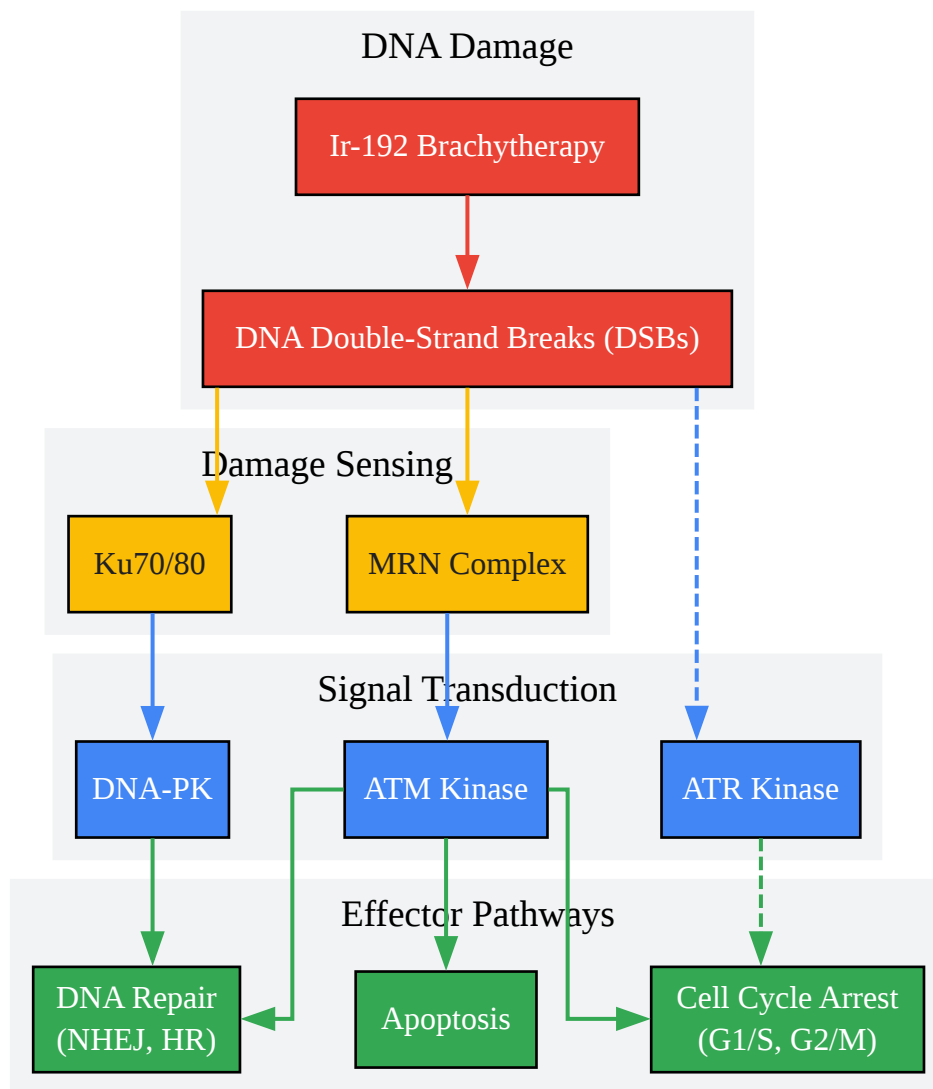 DNA Damage
Ir-192 Brachytherapy
DNA Double-Strand Breaks (DSBs)
Damage Sensing
Ku70/80
MRN Complex
Signal Transduction
DNA-PK
ATM Kinase
ATR Kinase
Effector Pathways
DNA Repair
(NHEJ, HR)
Apoptosis
Cell Cycle Arrest
(G1/S, G2/M)